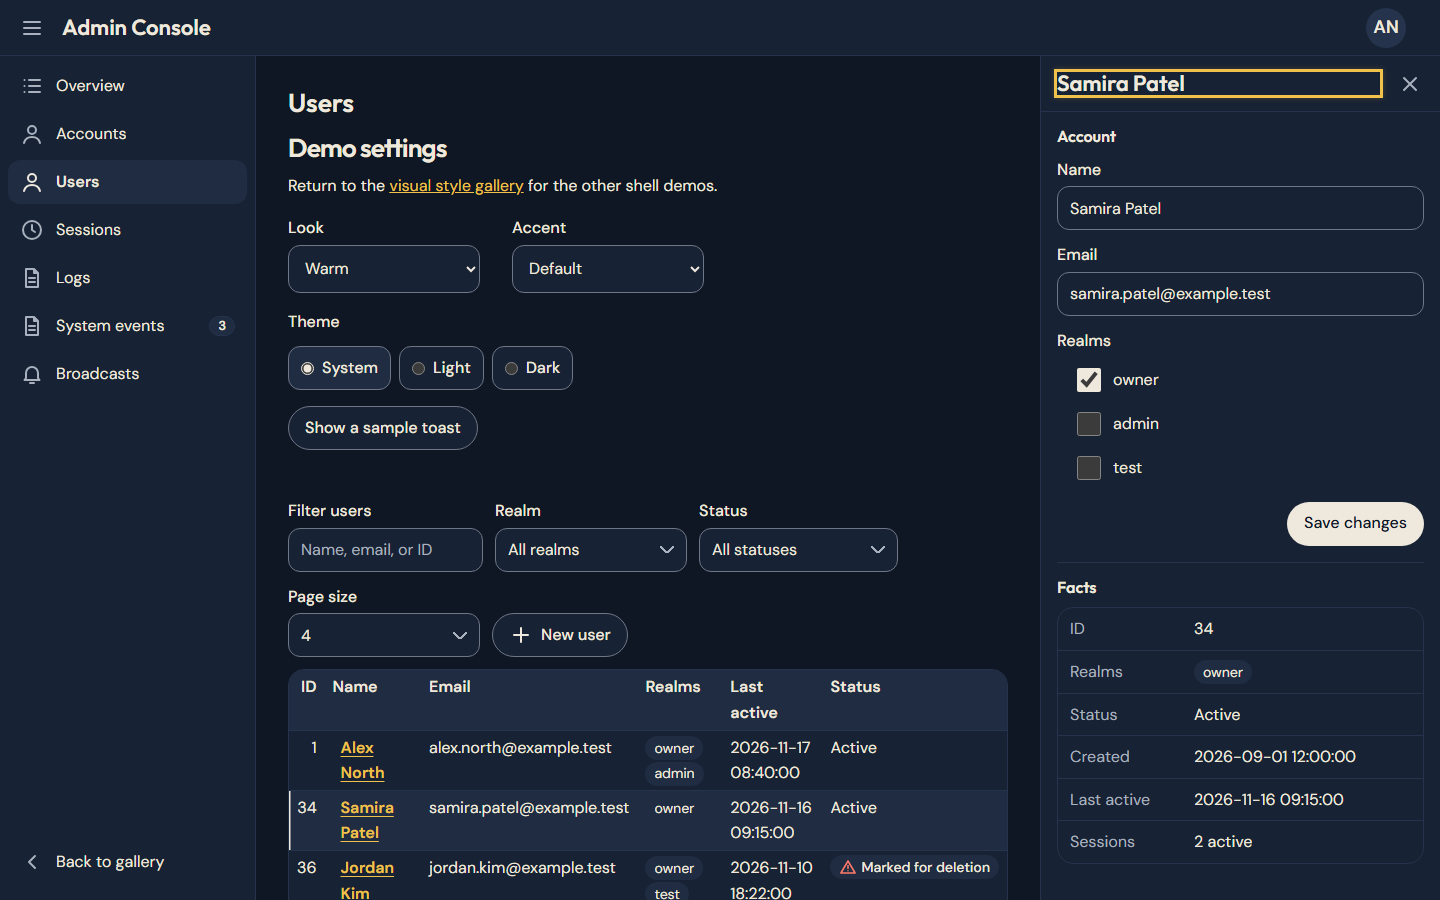 Admin Console
AN
Overview
Accounts
Users
Sessions
Logs
System events
3
Broadcasts
Back to gallery
Users
Demo settings
Return to the visual style gallery for the other shell demos.
Look
Accent
Warm
Default
Theme
System
Light
Dark
Show a sample toast
Filter users
Realm
Status
Name, email, or ID
All realms
All statuses
Page size
4
New user
ID Name Email Realms Last active Status
1 Alex North alex.north@example.test owner admin 2026-11-17 08:40:00 Active
34 Samira Patel samira.patel@example.test owner 2026-11-16 09:15:00 Active
36 Jordan Kim jordan.kim@example.test owner test 2026-11-10 18:22:00 Marked for deletion
Samira Patel
Account
Name
Samira Patel
Email
samira.patel@example.test
Realms
owner
admin
test
Save changes
Facts
ID 34
Realms owner
Status Active
Created 2026-09-01 12:00:00
Last active 2026-11-16 09:15:00
Sessions 2 active